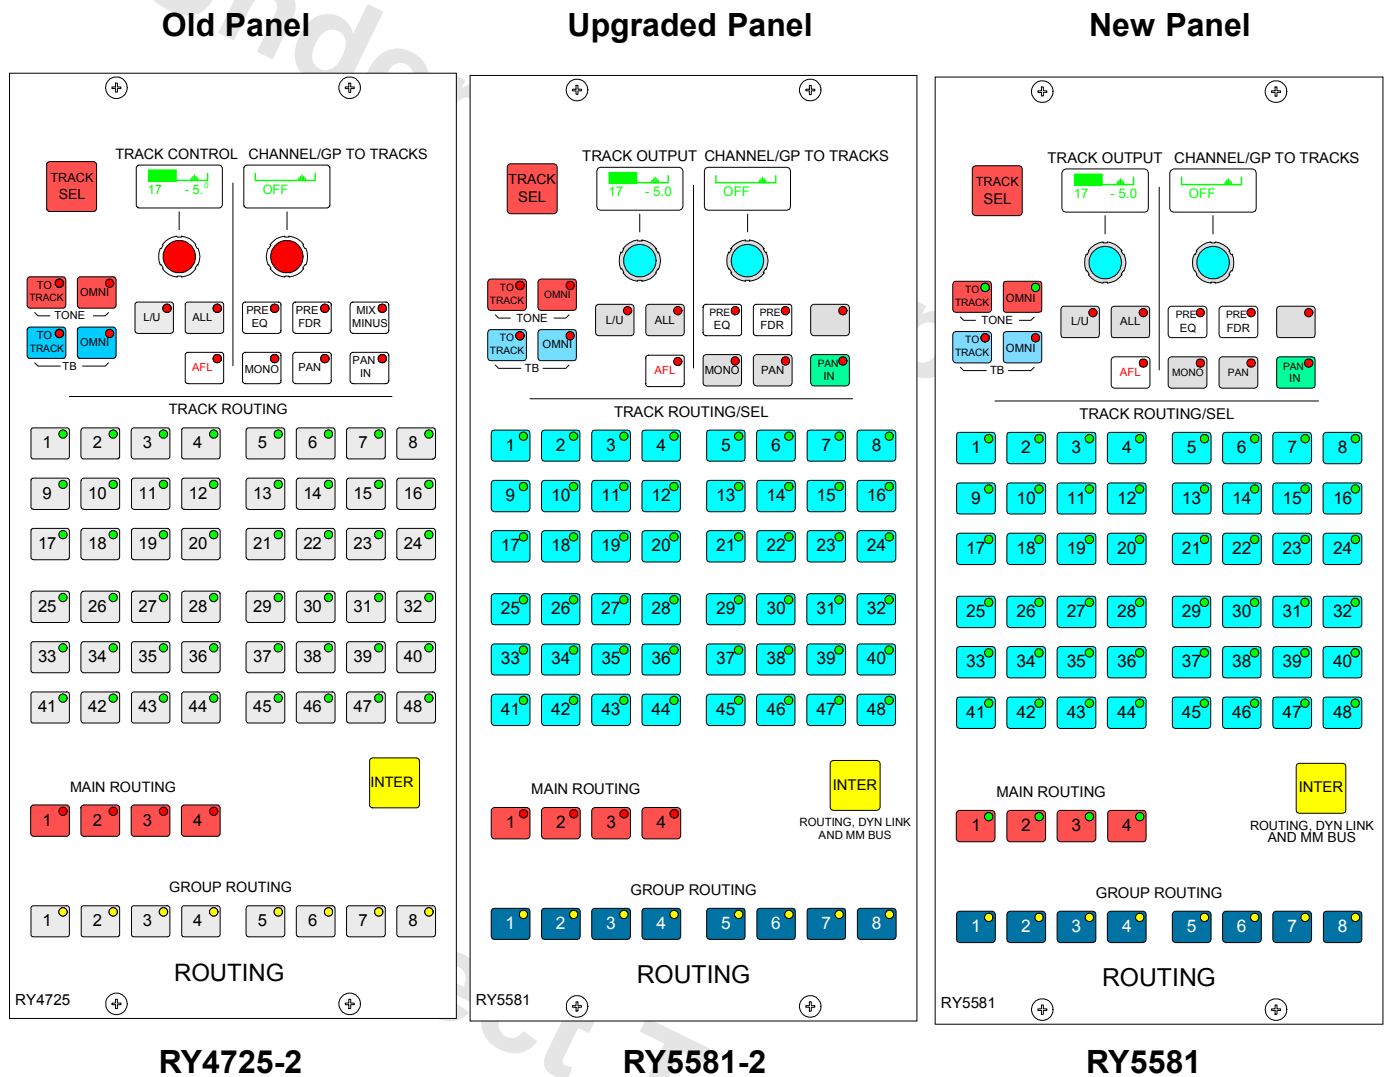 Old Panel
Upgraded Panel
New Panel
TRACK SEL
TRACK CONTROL CHANNEL/GP TO TRACKS
17 - 5.0
OFF
TO TRACK
OMNI
TONE
TO TRACK
OMNI
TB
L/U
ALL
PRE EQ
PRE FDR
MIX MINUS
AFL
MONO
PAN
PAN IN
TRACK ROUTING
1 2 3 4 5 6 7 8
9 10 11 12 13 14 15 16
17 18 19 20 21 22 23 24
25 26 27 28 29 30 31 32
33 34 35 36 37 38 39 40
41 42 43 44 45 46 47 48
INTER
MAIN ROUTING
1 2 3 4
GROUP ROUTING
1 2 3 4 5 6 7 8
ROUTING
RY4725
RY4725-2
TRACK SEL
TRACK OUTPUT CHANNEL/GP TO TRACKS
17 - 5.0
OFF
TO TRACK
OMNI
TONE
TO TRACK
OMNI
TB
L/U
ALL
PRE EQ
PRE FDR
AFL
MONO
PAN
PAN IN
TRACK ROUTING/SEL
1 2 3 4 5 6 7 8
9 10 11 12 13 14 15 16
17 18 19 20 21 22 23 24
25 26 27 28 29 30 31 32
33 34 35 36 37 38 39 40
41 42 43 44 45 46 47 48
INTER
ROUTING, DYN LINK
AND MM BUS
MAIN ROUTING
1 2 3 4
GROUP ROUTING
1 2 3 4 5 6 7 8
ROUTING
RY5581
RY5581-2
TRACK SEL
TRACK OUTPUT CHANNEL/GP TO TRACKS
17 - 5.0
OFF
TO TRACK
OMNI
TONE
TO TRACK
OMNI
TB
L/U
ALL
PRE EQ
PRE FDR
AFL
MONO
PAN
PAN IN
TRACK ROUTING/SEL
1 2 3 4 5 6 7 8
9 10 11 12 13 14 15 16
17 18 19 20 21 22 23 24
25 26 27 28 29 30 31 32
33 34 35 36 37 38 39 40
41 42 43 44 45 46 47 48
INTER
ROUTING, DYN LINK
AND MM BUS
MAIN ROUTING
1 2 3 4
GROUP ROUTING
1 2 3 4 5 6 7 8
ROUTING
RY5581
RY5581